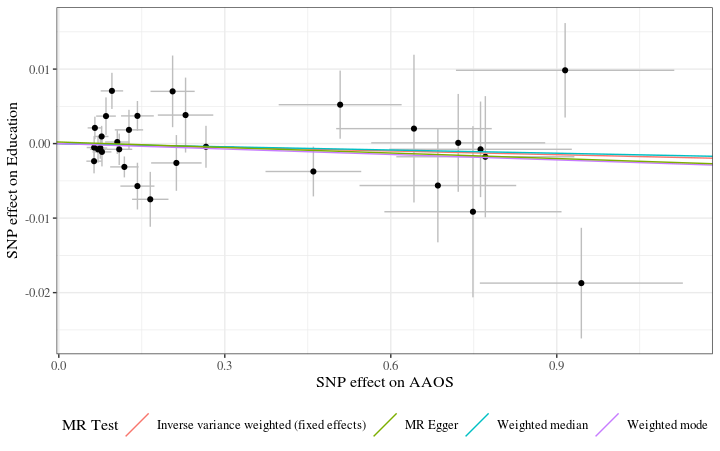 SNP effect on Education
0.01
0.00
-0.01
-0.02
0.0 0.3 0.6 0.9
SNP effect on AAOS
MR Test Inverse variance weighted (fixed effects) MR Egger Weighted median Weighted mode